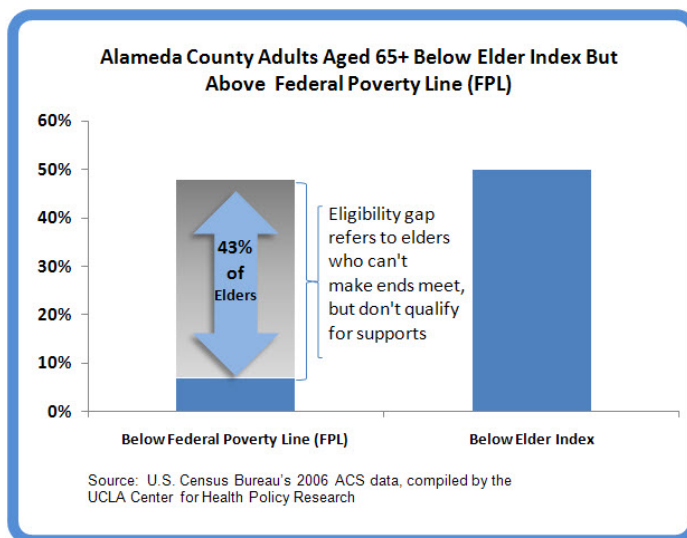 Alameda County Adults Aged 65+ Below Elder Index But
Above Federal Poverty Line (FPL)
60%
50%
40%
30%
20%
10%
0%
43%
of
Elders
Eligibility gap
refers to elders
who can't
make ends meet,
but don't qualify
for supports
Below Federal Poverty Line (FPL)
Below Elder Index
Source: U.S. Census Bureau's 2006 ACS data, compiled by the
UCLA Center for Health Policy Research